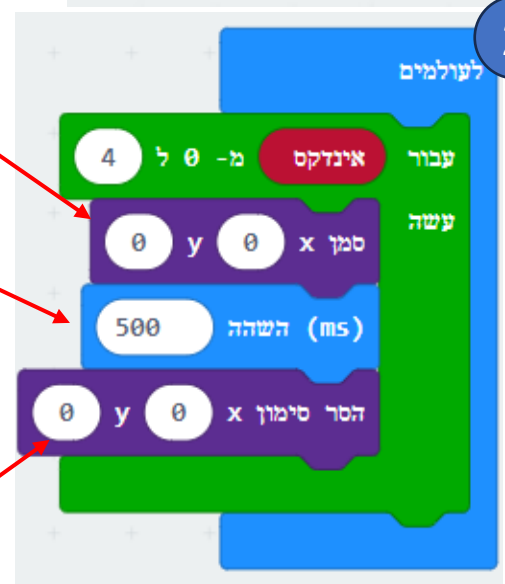 לעולמים
עבור אינדקס מ- 0 ל 4
עשה
סמן x 0 y 0
(ms) השהה 500
הסר סימון x 0 y 0